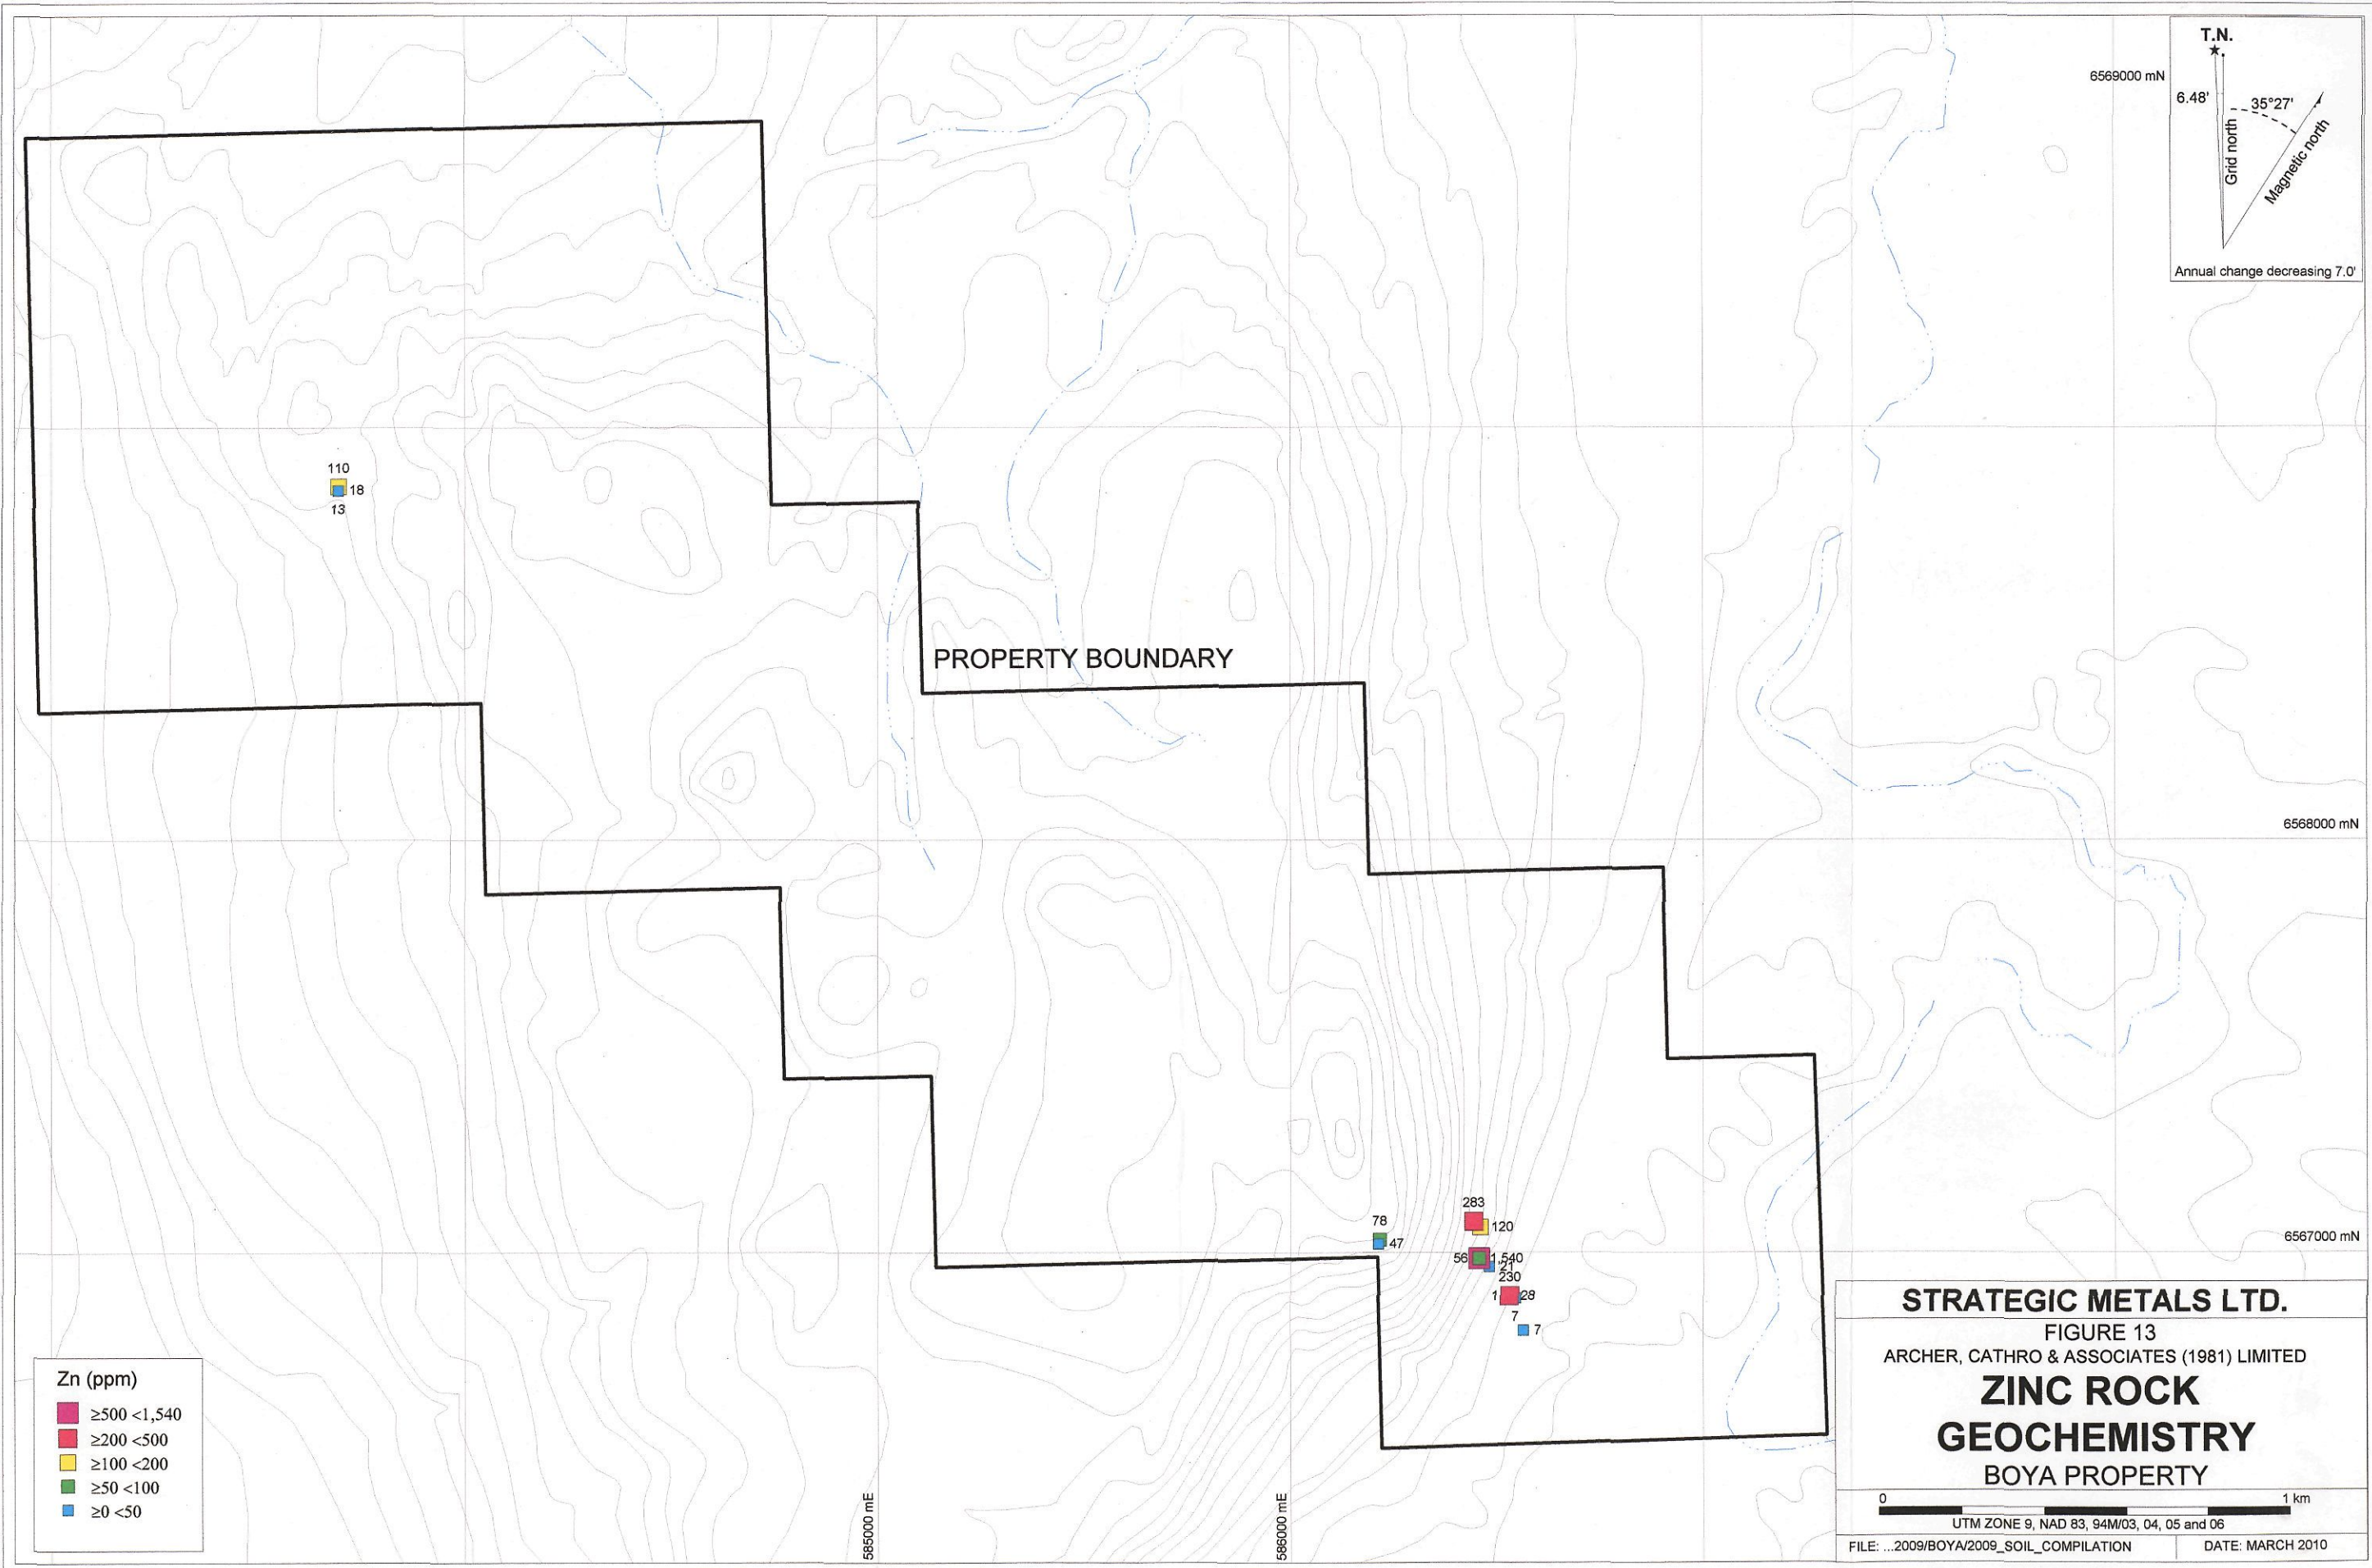 T.N.
6569000 mN
6.48'
35°27'
Grid north
Magnetic north
Annual change decreasing 7.0'
110
18
13
PROPERTY BOUNDARY
6568000 mN
283
78
120
47
6567000 mN
56
1,540
21
230
1
28
7
7
STRATEGIC METALS LTD.
FIGURE 13
ARCHER, CATHRO & ASSOCIATES (1981) LIMITED
ZINC ROCK
GEOCHEMISTRY
BOYA PROPERTY
0
1 km
UTM ZONE 9, NAD 83, 94M/03, 04, 05 and 06
FILE: ...2009/BOYA/2009_SOIL_COMPILATION
DATE: MARCH 2010
Zn (ppm)
≥500 <1,540
≥200 <500
≥100 <200
≥50 <100
≥0 <50
585000 mE
586000 mE